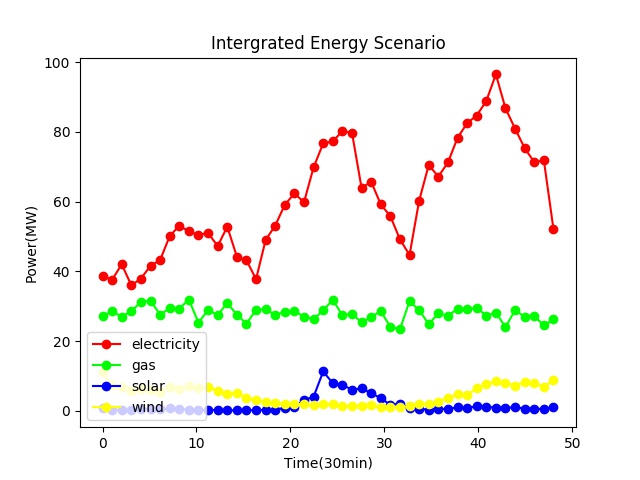 Intergrated Energy Scenario
Power(MW)
100
80
60
40
20
0
electricity
gas
solar
wind
0 10 20 30 40 50
Time(30min)